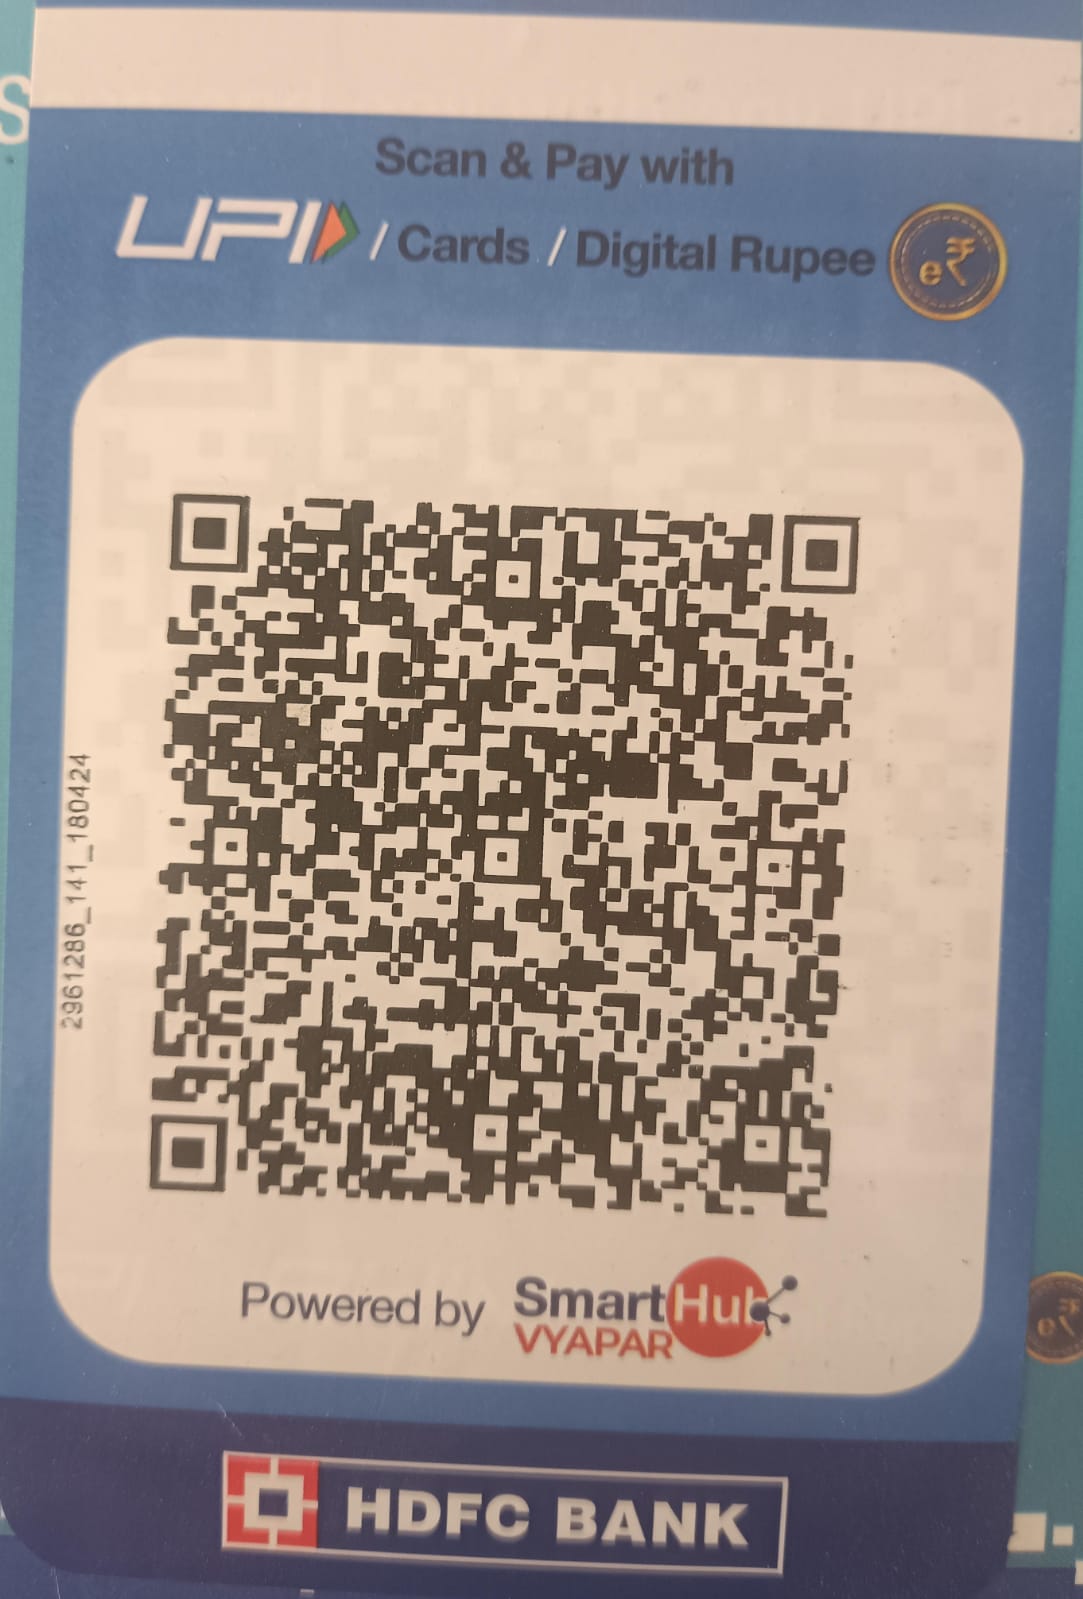 Scan & Pay with
UPI / Cards / Digital Rupee e₹
2961286_141_180424
Powered by SmartHub
VYAPAR
HDFC BANK
e₹